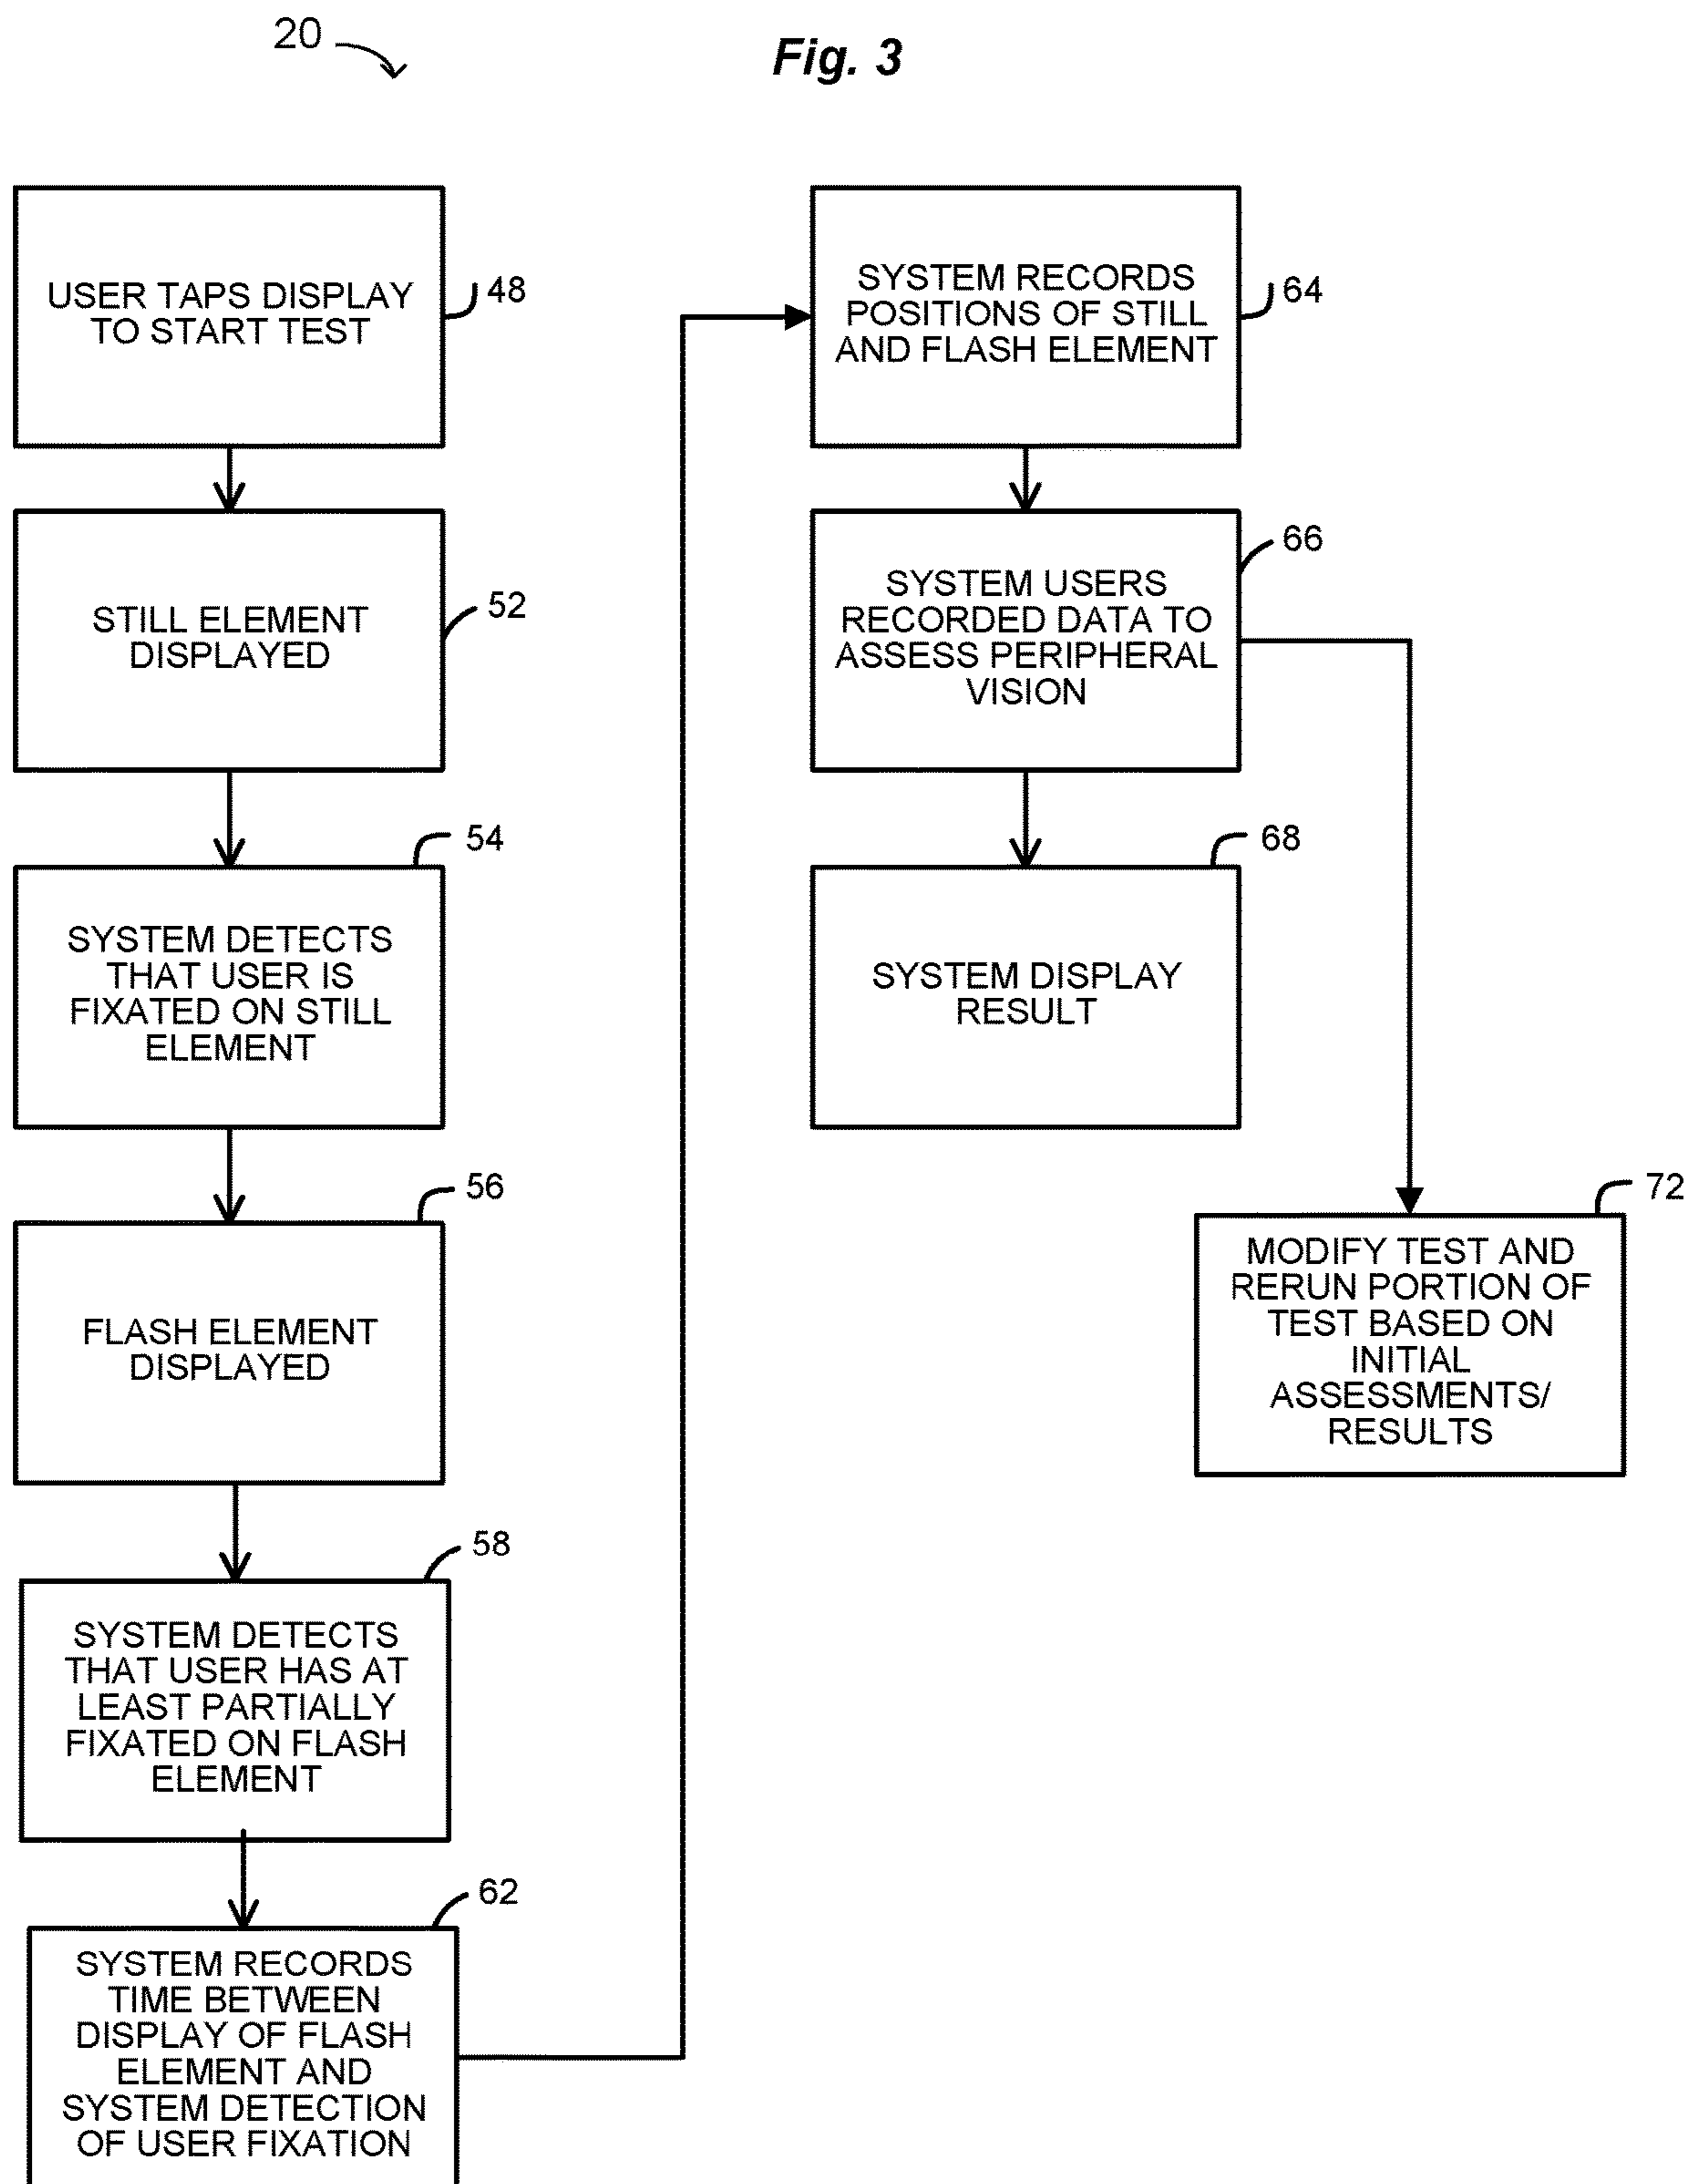 20
Fig. 3
USER TAPS DISPLAY
TO START TEST
48
STILL ELEMENT
DISPLAYED
52
54
SYSTEM DETECTS
THAT USER IS
FIXATED ON STILL
ELEMENT
56
FLASH ELEMENT
DISPLAYED
58
SYSTEM DETECTS
THAT USER HAS AT
LEAST PARTIALLY
FIXATED ON FLASH
ELEMENT
62
SYSTEM RECORDS
TIME BETWEEN
DISPLAY OF FLASH
ELEMENT AND
SYSTEM DETECTION
OF USER FIXATION
SYSTEM RECORDS
POSITIONS OF STILL
AND FLASH ELEMENT
64
66
SYSTEM USERS
RECORDED DATA TO
ASSESS PERIPHERAL
VISION
68
SYSTEM DISPLAY
RESULT
72
MODIFY TEST AND
RERUN PORTION OF
TEST BASED ON
INITIAL
ASSESSMENTS/
RESULTS